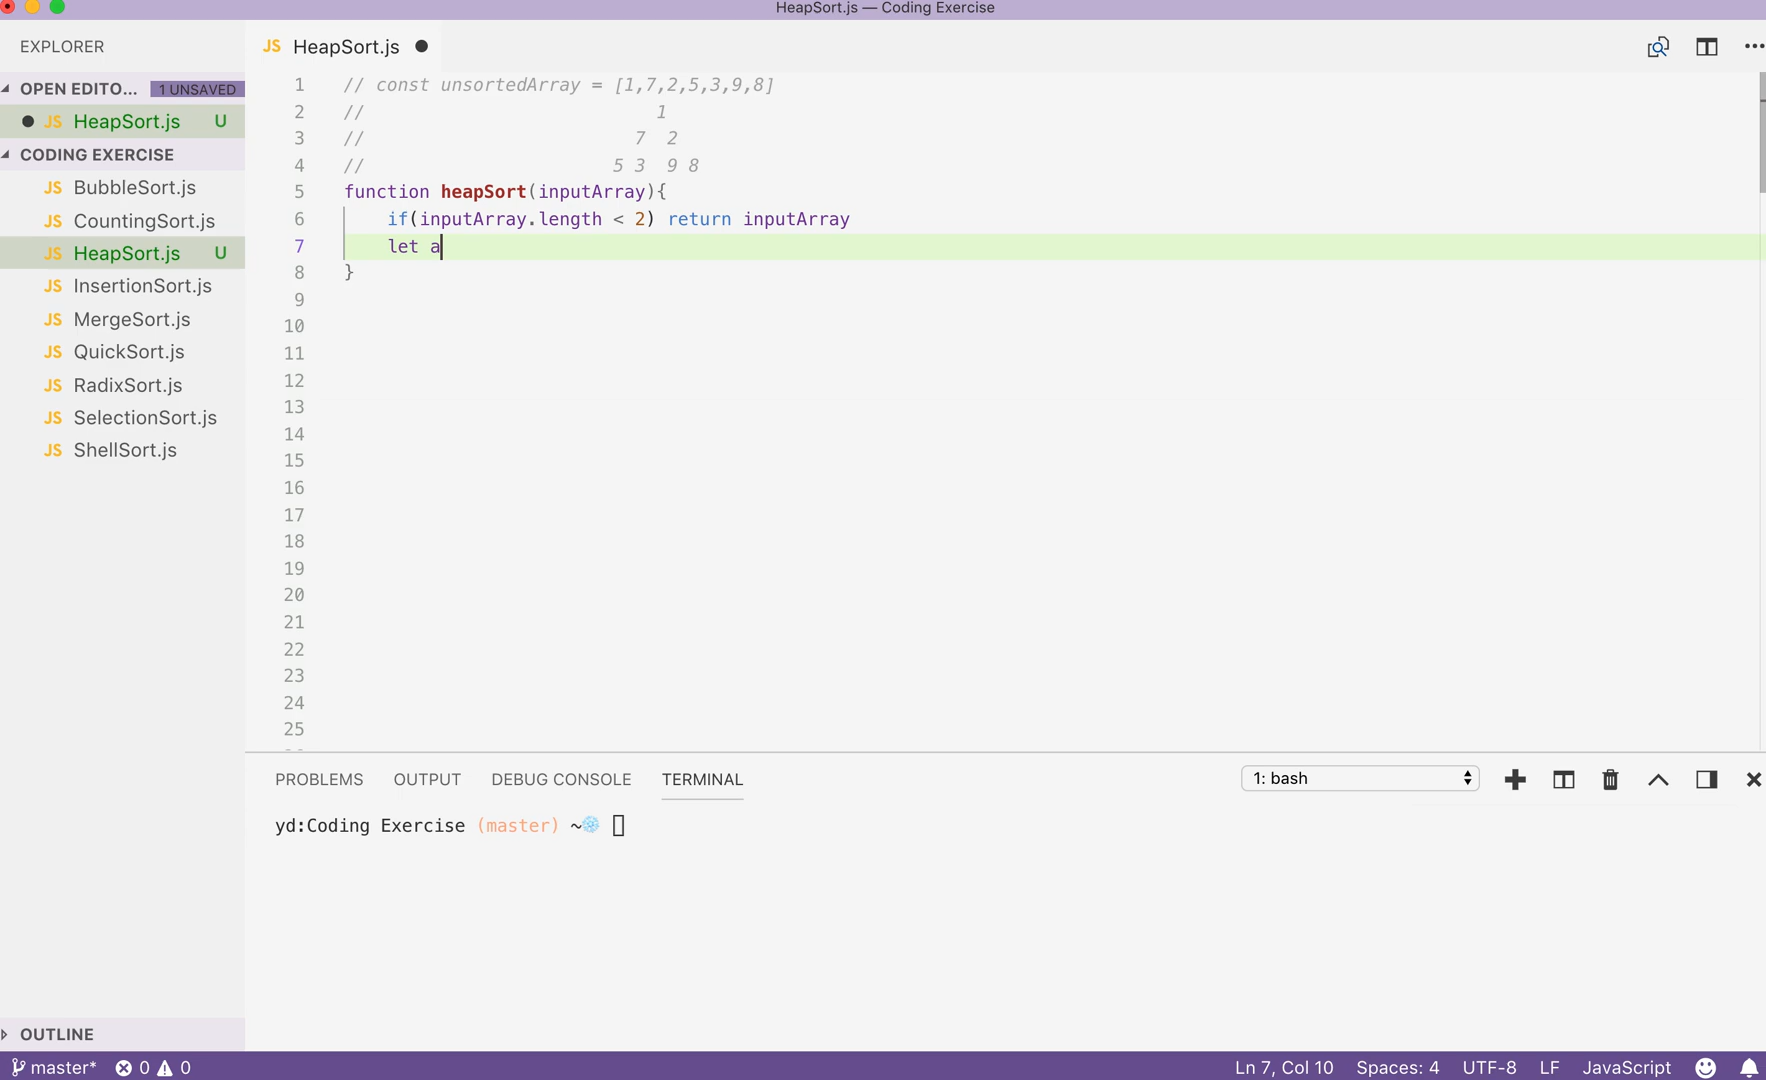 HeapSort.js — Coding Exercise
EXPLORER
JS HeapSort.js
OPEN EDITO... 1 UNSAVED
JS HeapSort.js U
CODING EXERCISE
JS BubbleSort.js
JS CountingSort.js
JS HeapSort.js U
JS InsertionSort.js
JS MergeSort.js
JS QuickSort.js
JS RadixSort.js
JS SelectionSort.js
JS ShellSort.js
OUTLINE
1 // const unsortedArray = [1,7,2,5,3,9,8]
2 // 1
3 // 7 2
4 // 5 3 9 8
5 function heapSort(inputArray){
6 if(inputArray.length < 2) return inputArray
7 let a
8 }
9
10
11
12
13
14
15
16
17
18
19
20
21
22
23
24
25
PROBLEMS OUTPUT DEBUG CONSOLE TERMINAL 1: bash
yd:Coding Exercise (master) ~
master* 0 0 Ln 7, Col 10 Spaces: 4 UTF-8 LF JavaScript